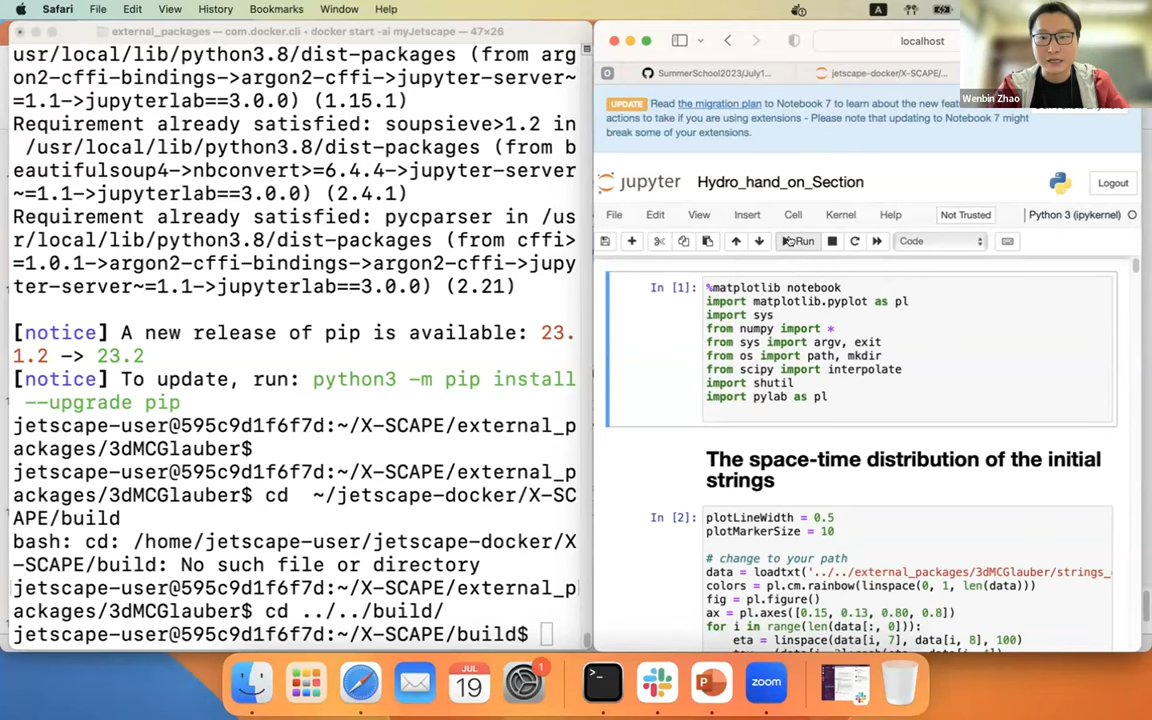 Safari File Edit View History Bookmarks Window Help
A
external_packages — com.docker.cli - docker start -ai myJetscape — 47×26
usr/local/lib/python3.8/dist-packages (from arg
on2-cffi-bindings->argon2-cffi->jupyter-server~
=1.1->jupyterlab==3.0.0) (1.15.1)
Requirement already satisfied: soupsieve>1.2 in
/usr/local/lib/python3.8/dist-packages (from b
eautifulsoup4->nbconvert>=6.4.4->jupyter-server
~=1.1->jupyterlab==3.0.0) (2.4.1)
Requirement already satisfied: pycparser in /us
r/local/lib/python3.8/dist-packages (from cffi>
=1.0.1->argon2-cffi-bindings->argon2-cffi->jupy
ter-server~=1.1->jupyterlab==3.0.0) (2.21)
[notice] A new release of pip is available: 23.
1.2 -> 23.2
[notice] To update, run: python3 -m pip install
--upgrade pip
jetscape-user@595c9d1f6f7d:~/X-SCAPE/external_p
ackages/3dMCGlauber$
jetscape-user@595c9d1f6f7d:~/X-SCAPE/external_p
ackages/3dMCGlauber$ cd ~/jetscape-docker/X-SC
APE/build
bash: cd: /home/jetscape-user/jetscape-docker/X
-SCAPE/build: No such file or directory
jetscape-user@595c9d1f6f7d:~/X-SCAPE/external_p
ackages/3dMCGlauber$ cd ../../build/
jetscape-user@595c9d1f6f7d:~/X-SCAPE/build$
localhost
Wenbin Zhao
O
SummerSchool2023/July1...
jetscape-docker/X-SCAPE/...
UPDATE Read the migration plan to Notebook 7 to learn about the new feat
actions to take if you are using extensions - Please note that updating to Notebook 7 might
break some of your extensions.
jupyter Hydro_hand_on_Section
Logout
File Edit View Insert Cell Kernel Help Not Trusted Python 3 (ipykernel)
Run Code
In [1]:
%matplotlib notebook
import matplotlib.pyplot as pl
import sys
from numpy import *
from sys import argv, exit
from os import path, mkdir
from scipy import interpolate
import shutil
import pylab as pl
The space-time distribution of the initial
strings
In [2]:
plotLineWidth = 0.5
plotMarkerSize = 10
# change to your path
data = loadtxt('../../external_packages/3dMCGlauber/strings_
colors = pl.cm.rainbow(linspace(0, 1, len(data)))
fig = pl.figure()
ax = pl.axes([0.15, 0.13, 0.80, 0.8])
for i in range(len(data[:, 0])):
eta = linspace(data[i, 7], data[i, 8], 100)
JUL
19
1
zoom